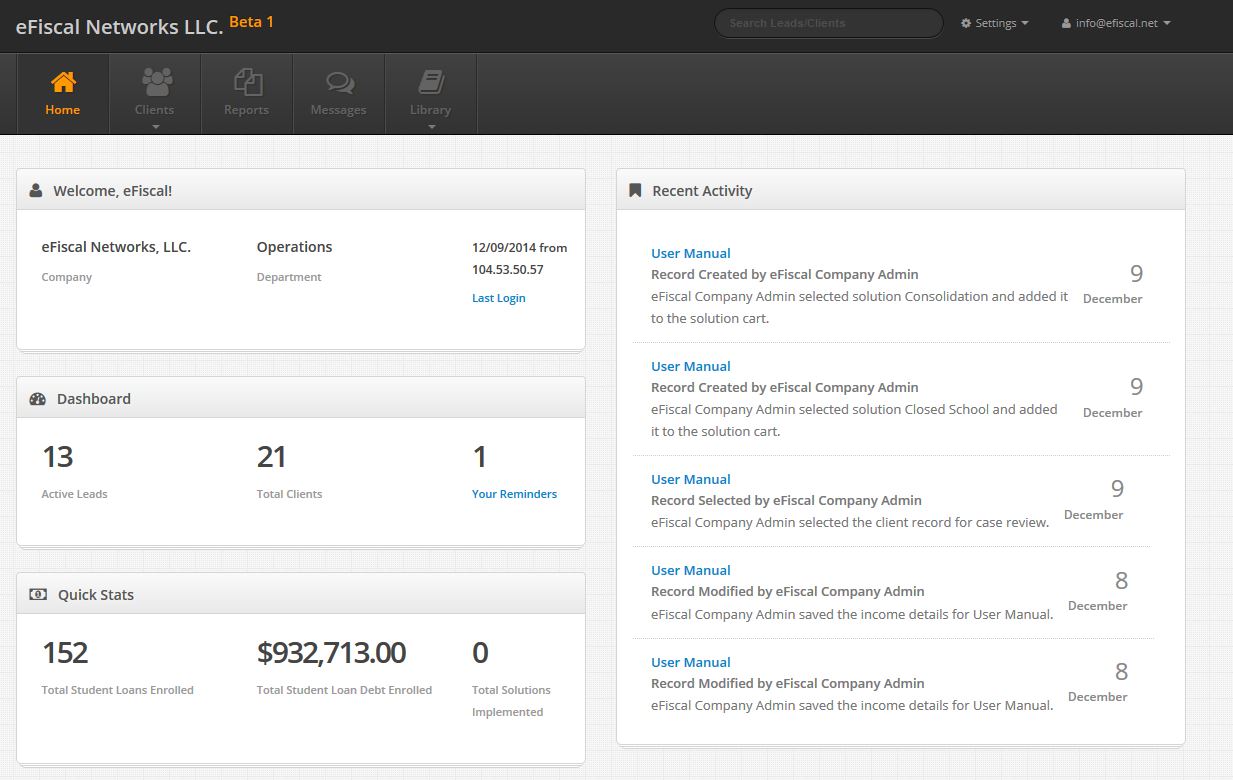 eFiscal Networks LLC. Beta 1
Search Leads/Clients
Settings
info@efiscal.net
Home
Clients
Reports
Messages
Library
Welcome, eFiscal!
eFiscal Networks, LLC.
Company
Operations
Department
12/09/2014 from
104.53.50.57
Last Login
Dashboard
13
Active Leads
21
Total Clients
1
Your Reminders
Quick Stats
152
Total Student Loans Enrolled
$932,713.00
Total Student Loan Debt Enrolled
0
Total Solutions
Implemented
Recent Activity
User Manual
Record Created by eFiscal Company Admin
eFiscal Company Admin selected solution Consolidation and added it
to the solution cart.
9
December
User Manual
Record Created by eFiscal Company Admin
eFiscal Company Admin selected solution Closed School and added
it to the solution cart.
9
December
User Manual
Record Selected by eFiscal Company Admin
eFiscal Company Admin selected the client record for case review.
9
December
User Manual
Record Modified by eFiscal Company Admin
eFiscal Company Admin saved the income details for User Manual.
8
December
User Manual
Record Modified by eFiscal Company Admin
eFiscal Company Admin saved the income details for User Manual.
8
December